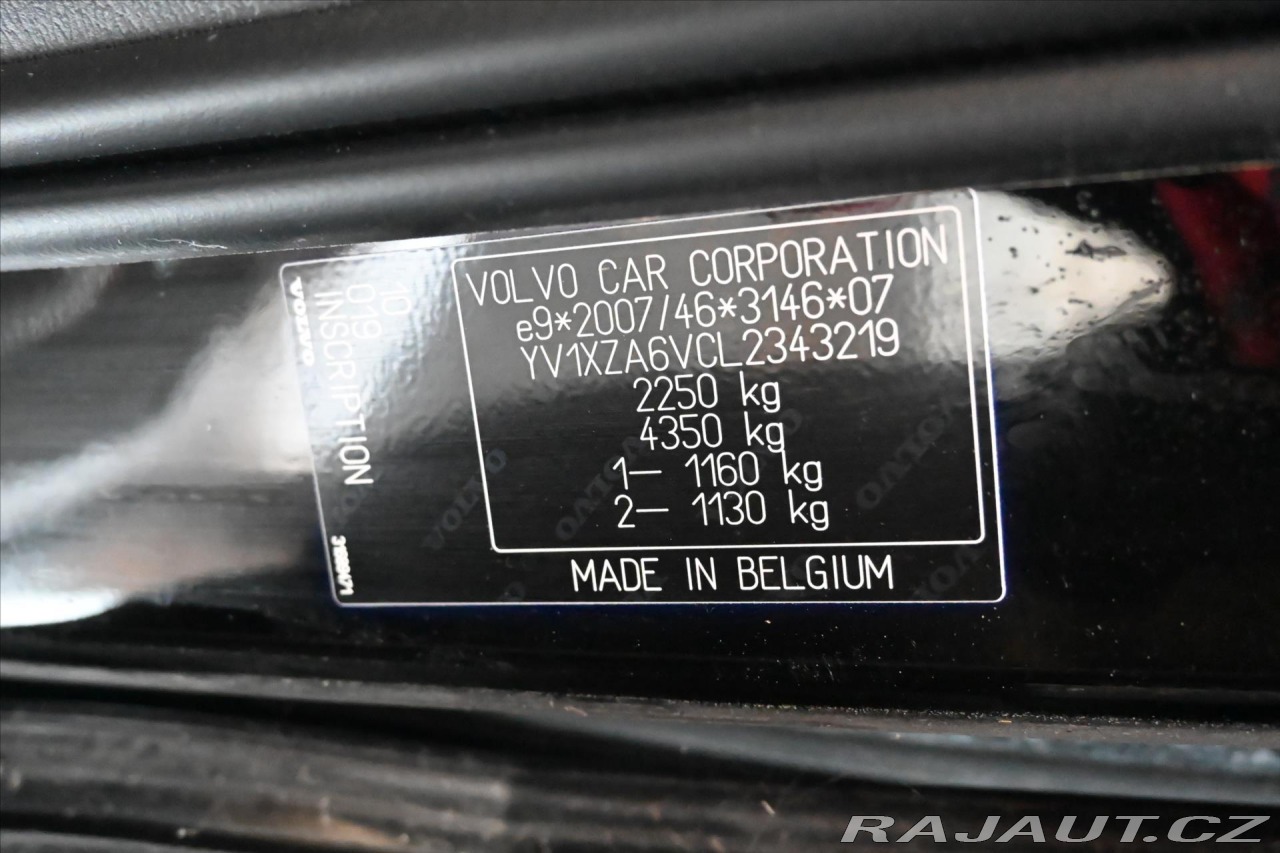 VOLVO CAR CORPORATION
e9*2007/46*3146*07
YV1XZA6VCL2343219
2250 kg
4350 kg
1– 1160 kg
2– 1130 kg
MADE IN BELGIUM
VOLVO
10
019
INSCRIPTION
RAJAUT.CZ